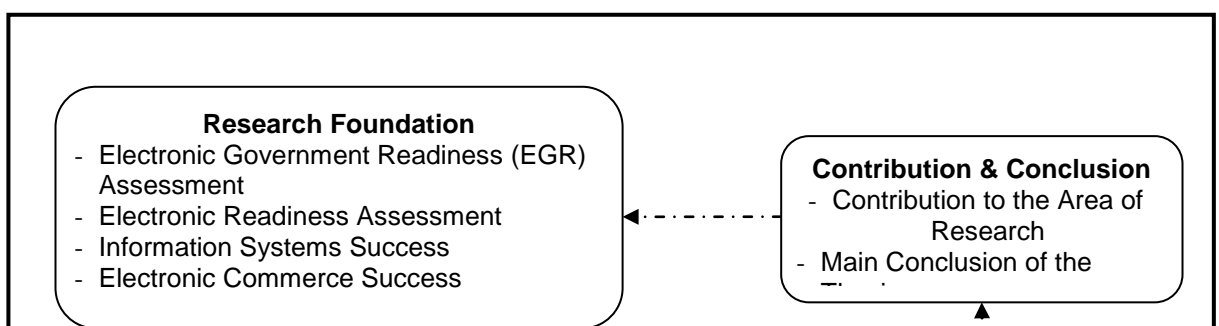 Research Foundation
- Electronic Government Readiness (EGR)
Assessment
- Electronic Readiness Assessment
- Information Systems Success
- Electronic Commerce Success
Contribution & Conclusion
- Contribution to the Area of
Research
- Main Conclusion of the